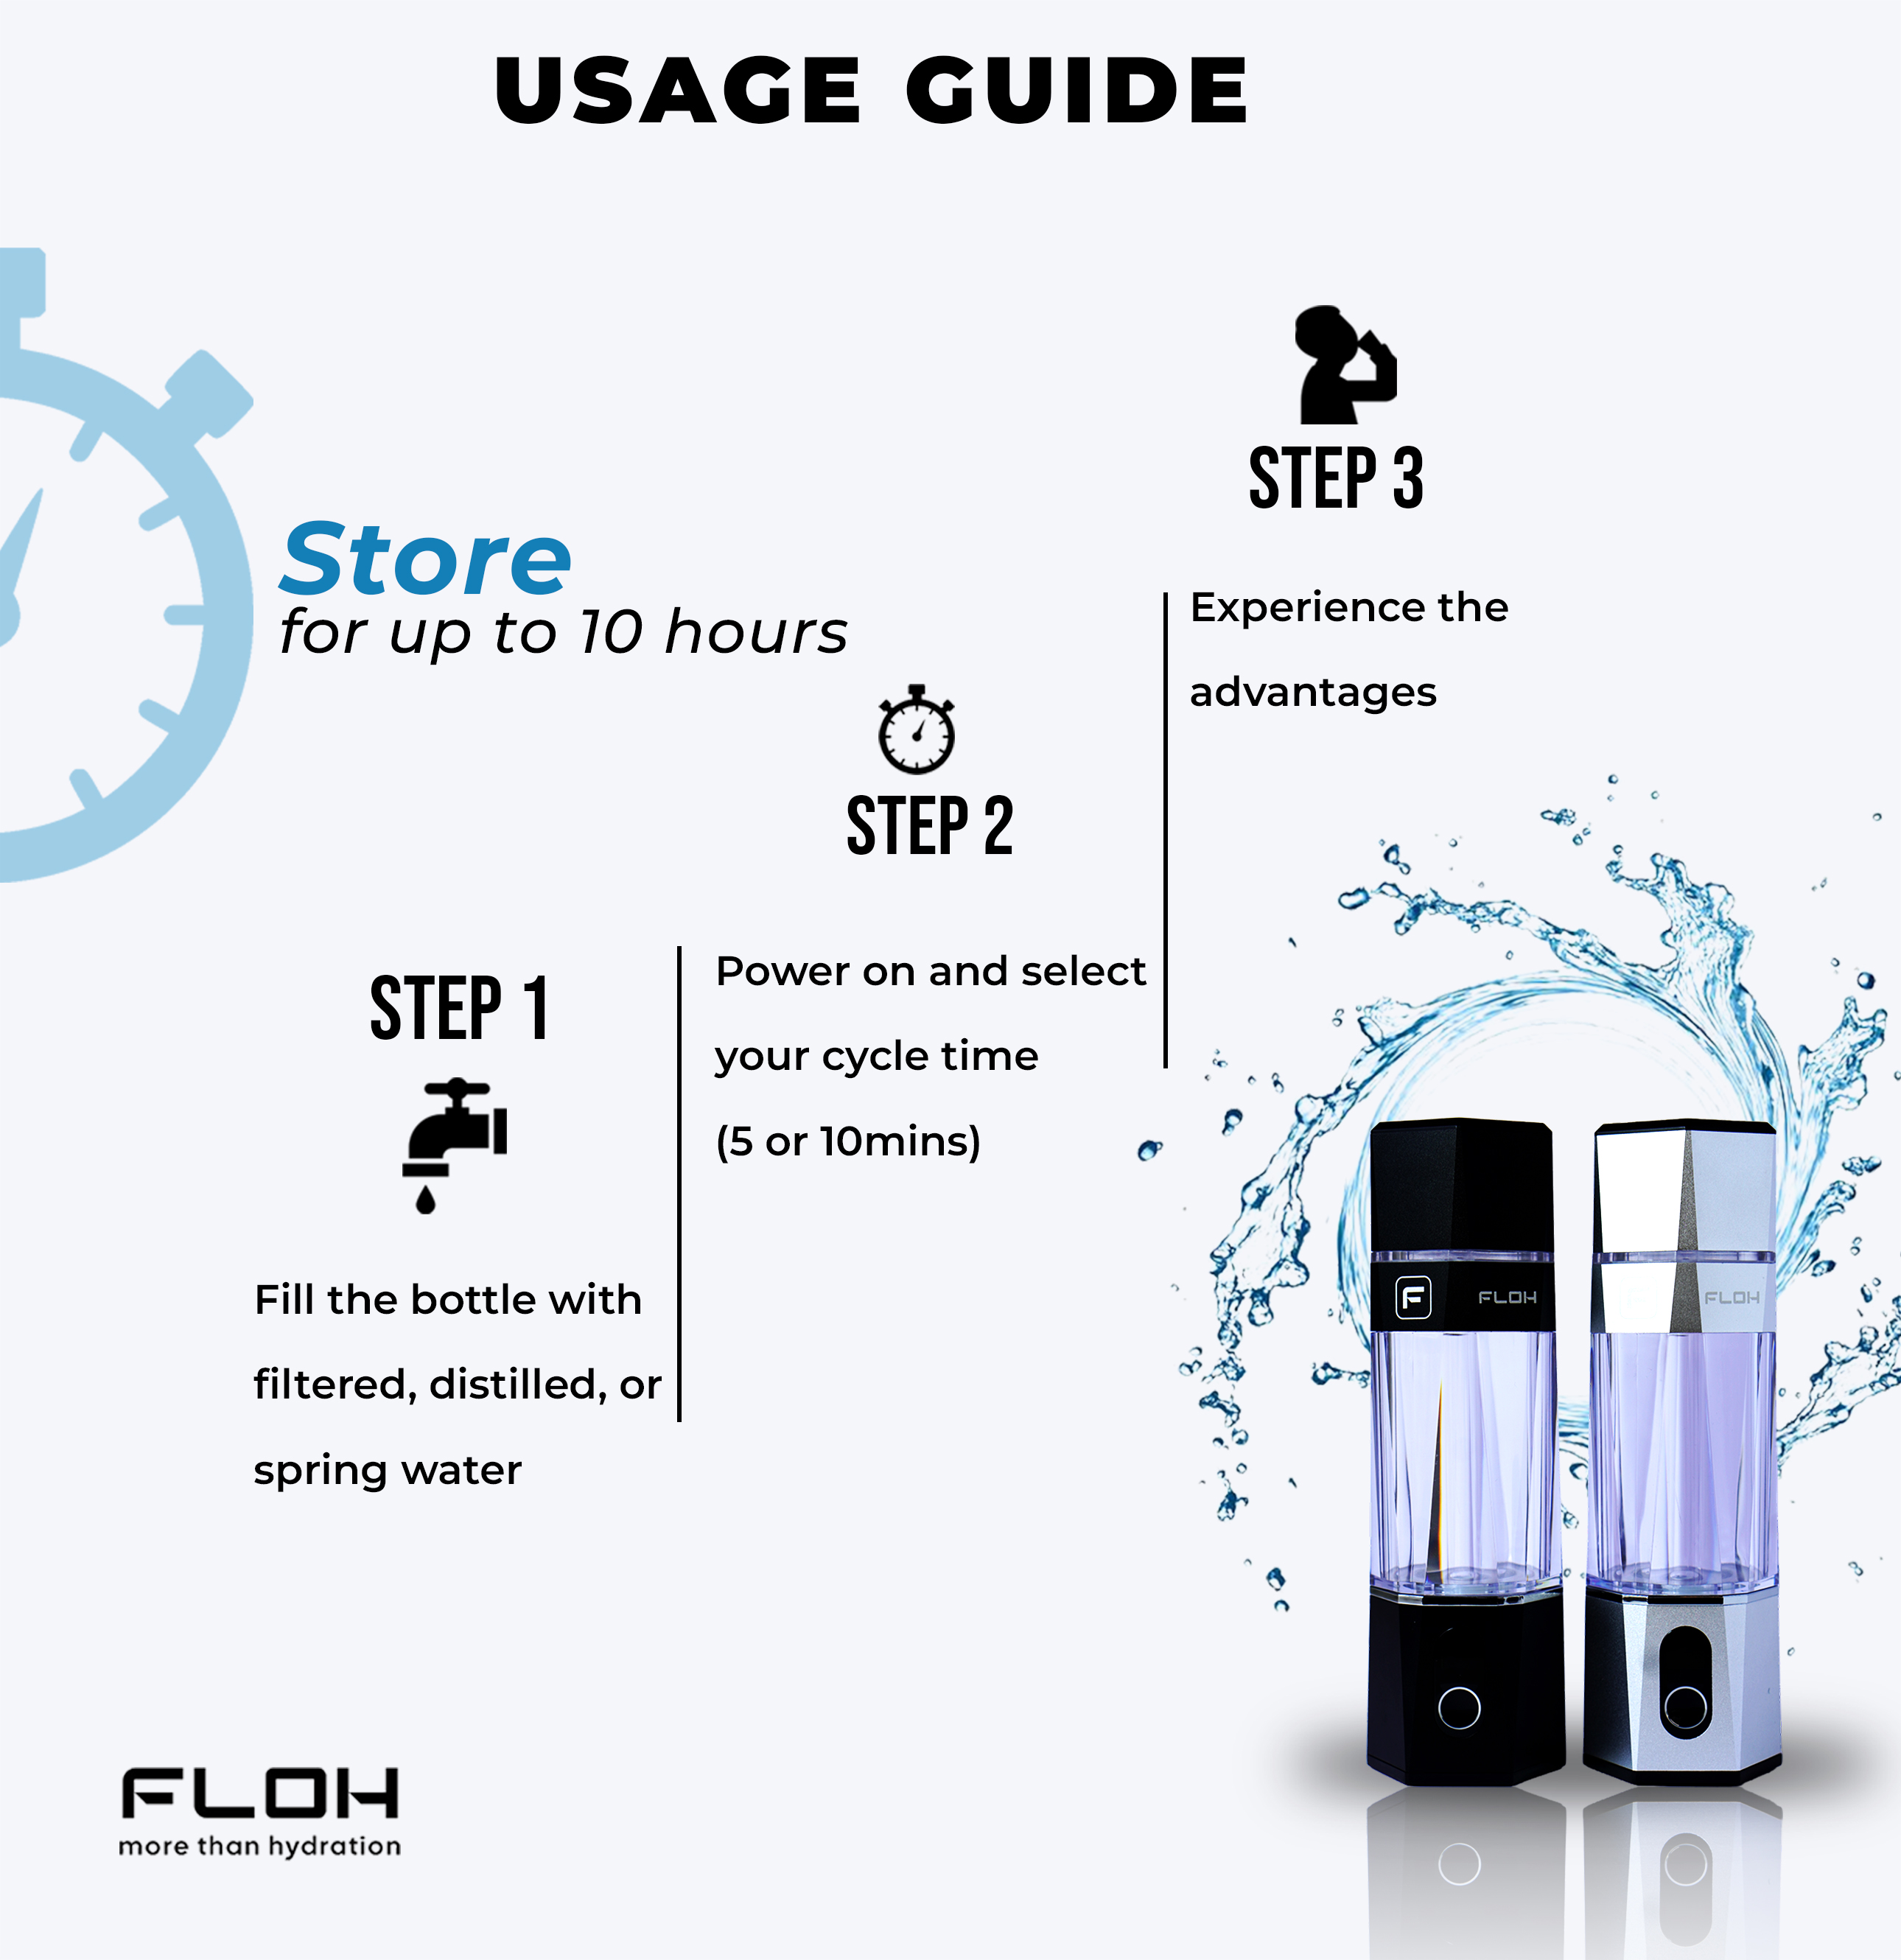 USAGE GUIDE
Store
for up to 10 hours
STEP 1
Fill the bottle with
filtered, distilled, or
spring water
STEP 2
Power on and select
your cycle time
(5 or 10mins)
STEP 3
Experience the
advantages
F FLOH
FLOH
FLOH
more than hydration